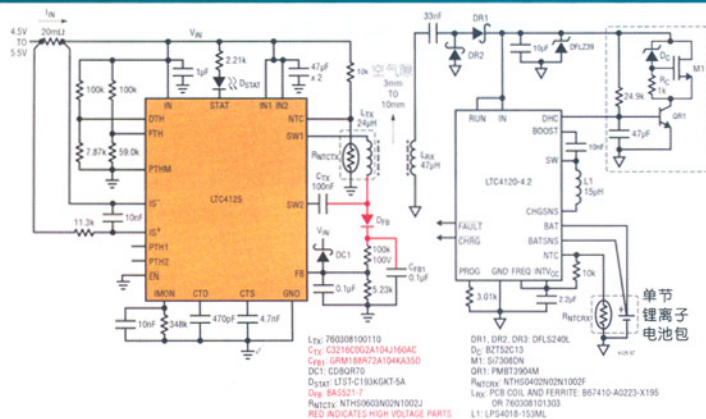 I_IN
4.5V
TO
5.5V
20mΩ
V_IN
2.21k
D_STAT
1µF
47µF
x 2
10k
100k
100k
IN
STAT
IN1
IN2
NTC
DTH
FTH
7.87k
59.0k
PTHM
SW1
R_NTCTX
L_TX
24µH
空气隙
3mm
TO
10mm
LTC4125
C_TX
100nF
SW2
IS⁻
10nF
11.3k
IS⁺
PTH1
PTH2
EN
D_FB
V_IN
DC1
100k
100V
C_FB1
0.1µF
FB
0.1µF
5.23k
IMON
CTD
CTS
GND
10nF
348k
470pF
4.7nF
33nF
DR1
DR2
10µF
DFLZ39
L_RX
47µH
RUN
IN
DHC
BOOST
24.9k
D_C
R_C
1k
M1
QR1
47µF
10nF
SW
LTC4120-4.2
L1
15µH
CHGSNS
FAULT
CHRG
BAT
BATSNS
NTC
PROG
GND
FREQ
INTV_CC
10k
3.01k
2.2µF
R_NTCRX
单节
锂离子
电池包
L_TX: 760308100110
C_TX: C3216C0G2A104J160AC
C_FB1: GRM188R72A104KA35D
DC1: CDBQR70
D_STAT: LTST-C193KGKT-5A
D_FB: BAS521-7
R_NTCTX: NTHS0603N02N1002J
RED INDICATES HIGH VOLTAGE PARTS
DR1, DR2, DR3: DFLS240L
D_C: BZT52C13
M1: Si7308DN
QR1: PMBT3904M
R_NTCRX: NTHS0402N02N1002F
L_RX: PCB COIL AND FERRITE: B67410-A0223-X195
OR 760308101303
L1: LPS4018-153ML